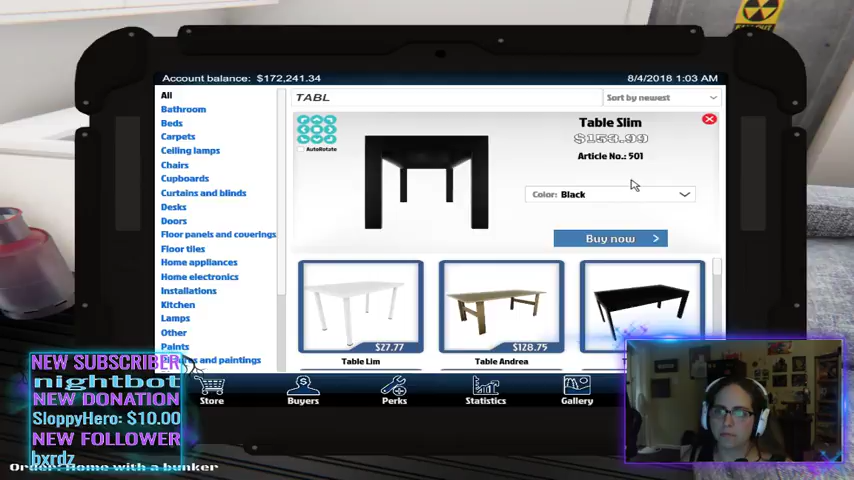 Account balance: $172,241.34
8/4/2018 1:03 AM
All
Bathroom
Beds
Carpets
Ceiling lamps
Chairs
Cupboards
Curtains and blinds
Desks
Doors
Floor panels and coverings
Floor tiles
Home appliances
Home electronics
Installations
Kitchen
Lamps
Other
Paints
and paintings
TABL
Sort by newest
AutoRotate
Table Slim
$153.99
Article No.: 501
Color: Black
Buy now
$27.77
$128.75
Table Lim
Table Andrea
Store
Buyers
Perks
Statistics
Gallery
NEW SUBSCRIBER
nightbot
NEW DONATION
SloppyHero: $10.00
NEW FOLLOWER
bxrdz
Order: Home with a bunker